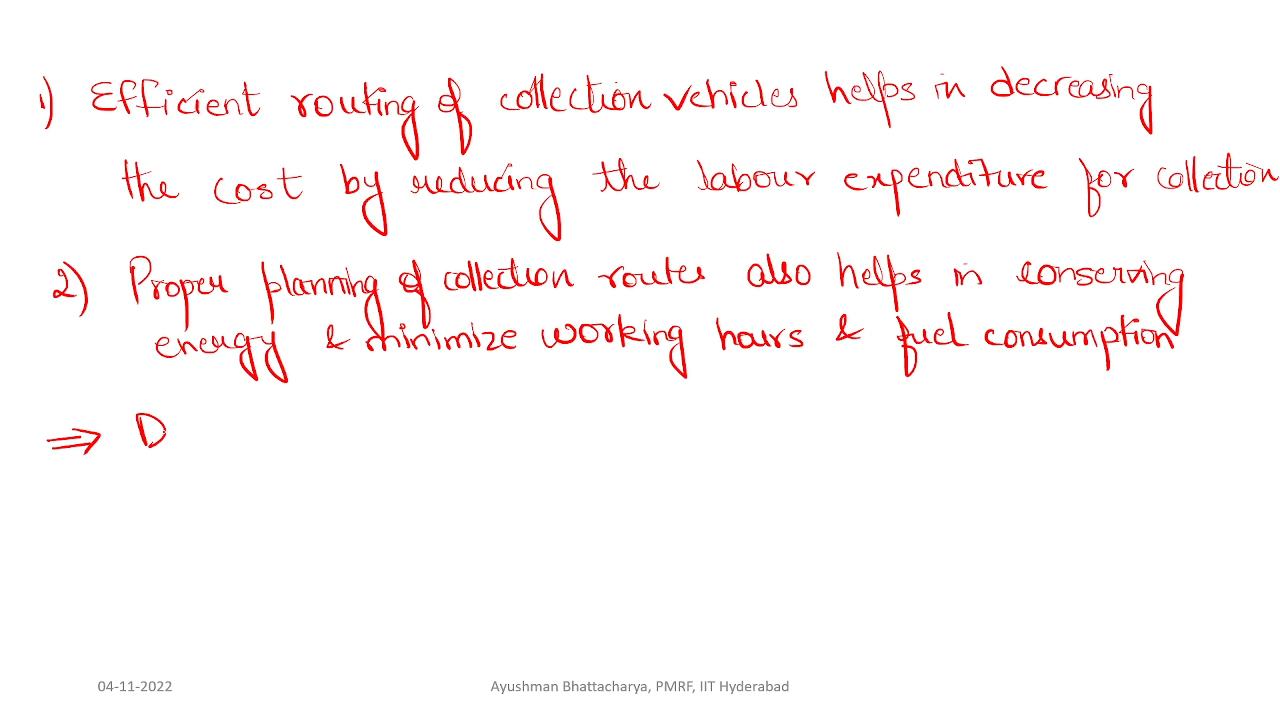 1) Efficient routing of collection vehicles helps in decreasing
the cost by reducing the labour expenditure for collection
2) Proper planning of collection routes also helps in conserving
energy & minimize working hours & fuel consumption
⇒ D
04-11-2022
Ayushman Bhattacharya, PMRF, IIT Hyderabad